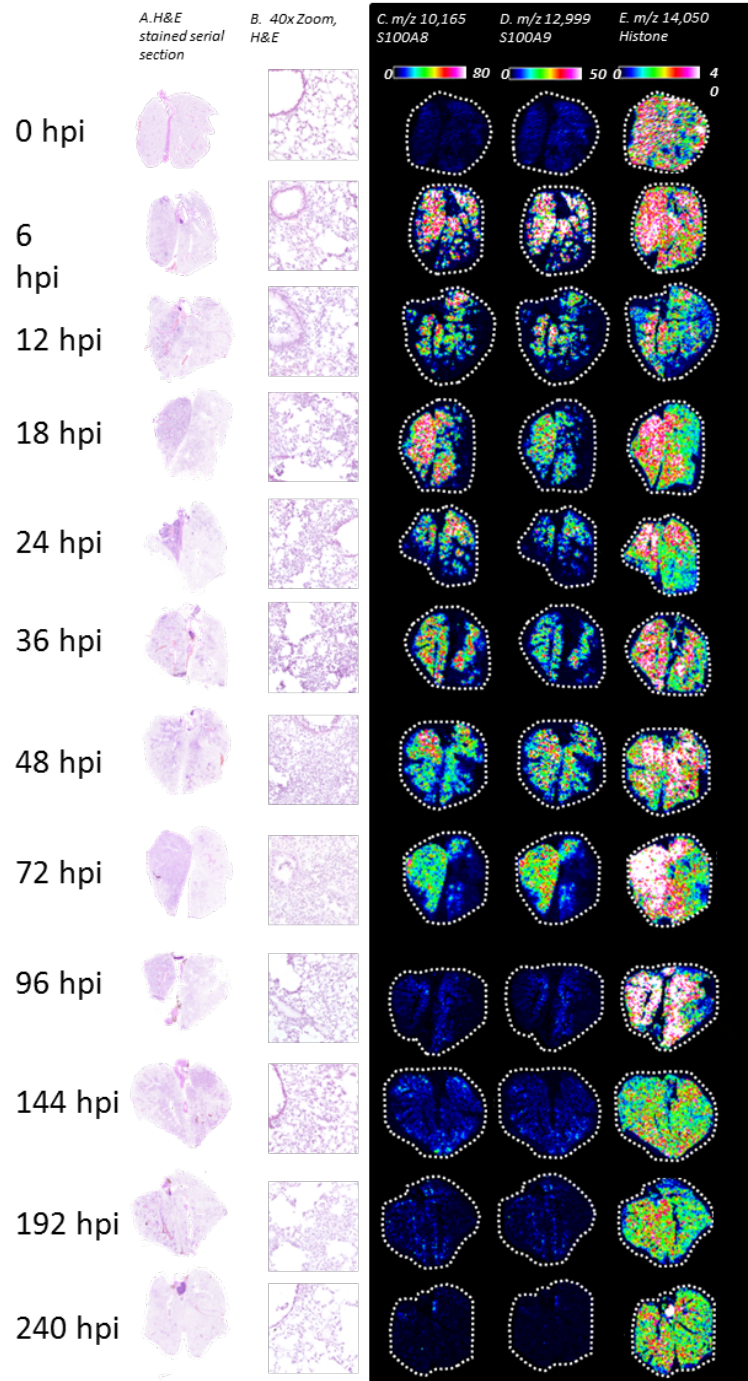 A.H&E
stained serial
section
B. 40x Zoom,
H&E
C. m/z 10,165
S100A8
D. m/z 12,999
S100A9
E. m/z 14,050
Histone
0 80
0 50
0 4
0
0 hpi
6
hpi
12 hpi
18 hpi
24 hpi
36 hpi
48 hpi
72 hpi
96 hpi
144 hpi
192 hpi
240 hpi